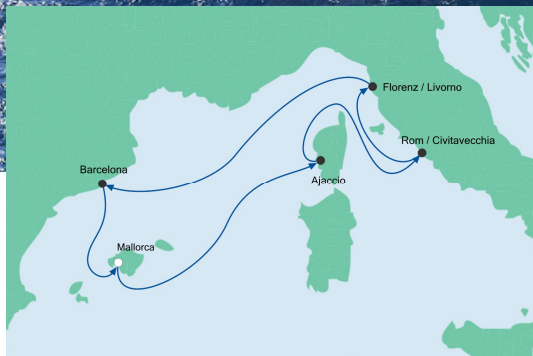 Florenz / Livorno
Rom / Civitavecchia
Barcelona
Ajaccio
Mallorca